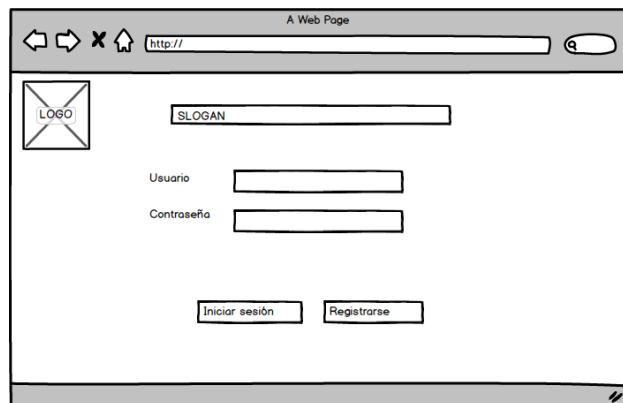 A Web Page
http://
LOGO
SLOGAN
Usuario
Contraseña
Iniciar sesión
Registrarse